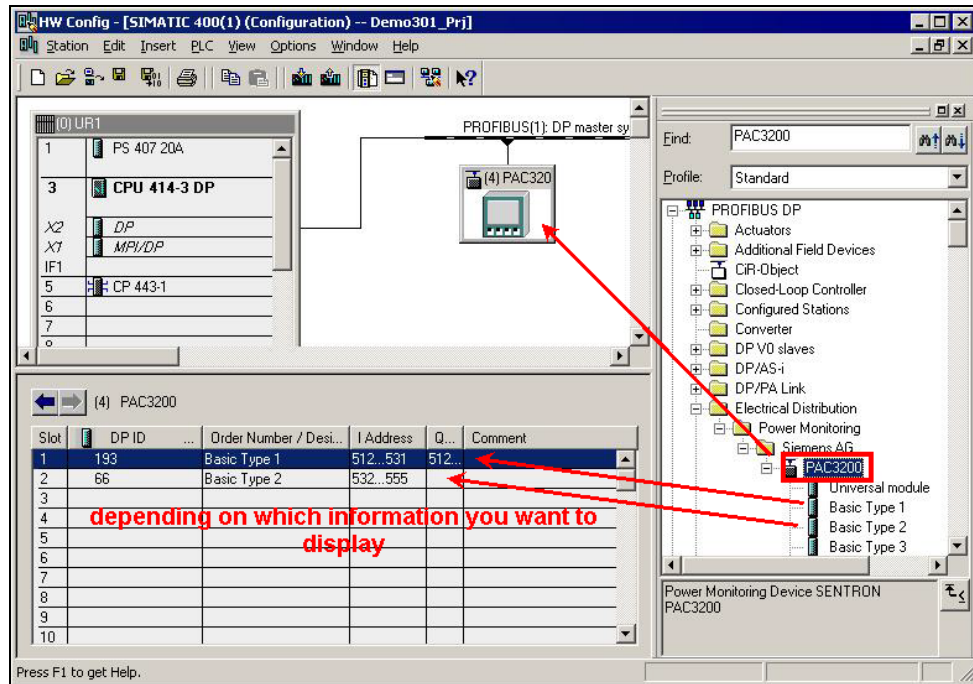 HW Config - [SIMATIC 400(1) (Configuration) -- Demo301_Prj]
Station Edit Insert PLC View Options Window Help
(0) UR1
1 PS 407 20A
3 CPU 414-3 DP
X2 DP
X1 MPI/DP
IF1
5 CP 443-1
6
7
PROFIBUS(1): DP master sy
(4) PAC320
Find: PAC3200
Profile: Standard
PROFIBUS DP
Actuators
Additional Field Devices
CiR-Object
Closed-Loop Controller
Configured Stations
Converter
DP V0 slaves
DP/AS-i
DP/PA Link
Electrical Distribution
Power Monitoring
Siemens AG
PAC3200
Universal module
Basic Type 1
Basic Type 2
Basic Type 3
Power Monitoring Device SENTRON
PAC3200
(4) PAC3200
Slot DP ID ... Order Number / Desi... I Address Q... Comment
1 193 Basic Type 1 512...531 512...
2 66 Basic Type 2 532...555
3
4
5
6
7
8
9
10
depending on which information you want to
display
Press F1 to get Help.